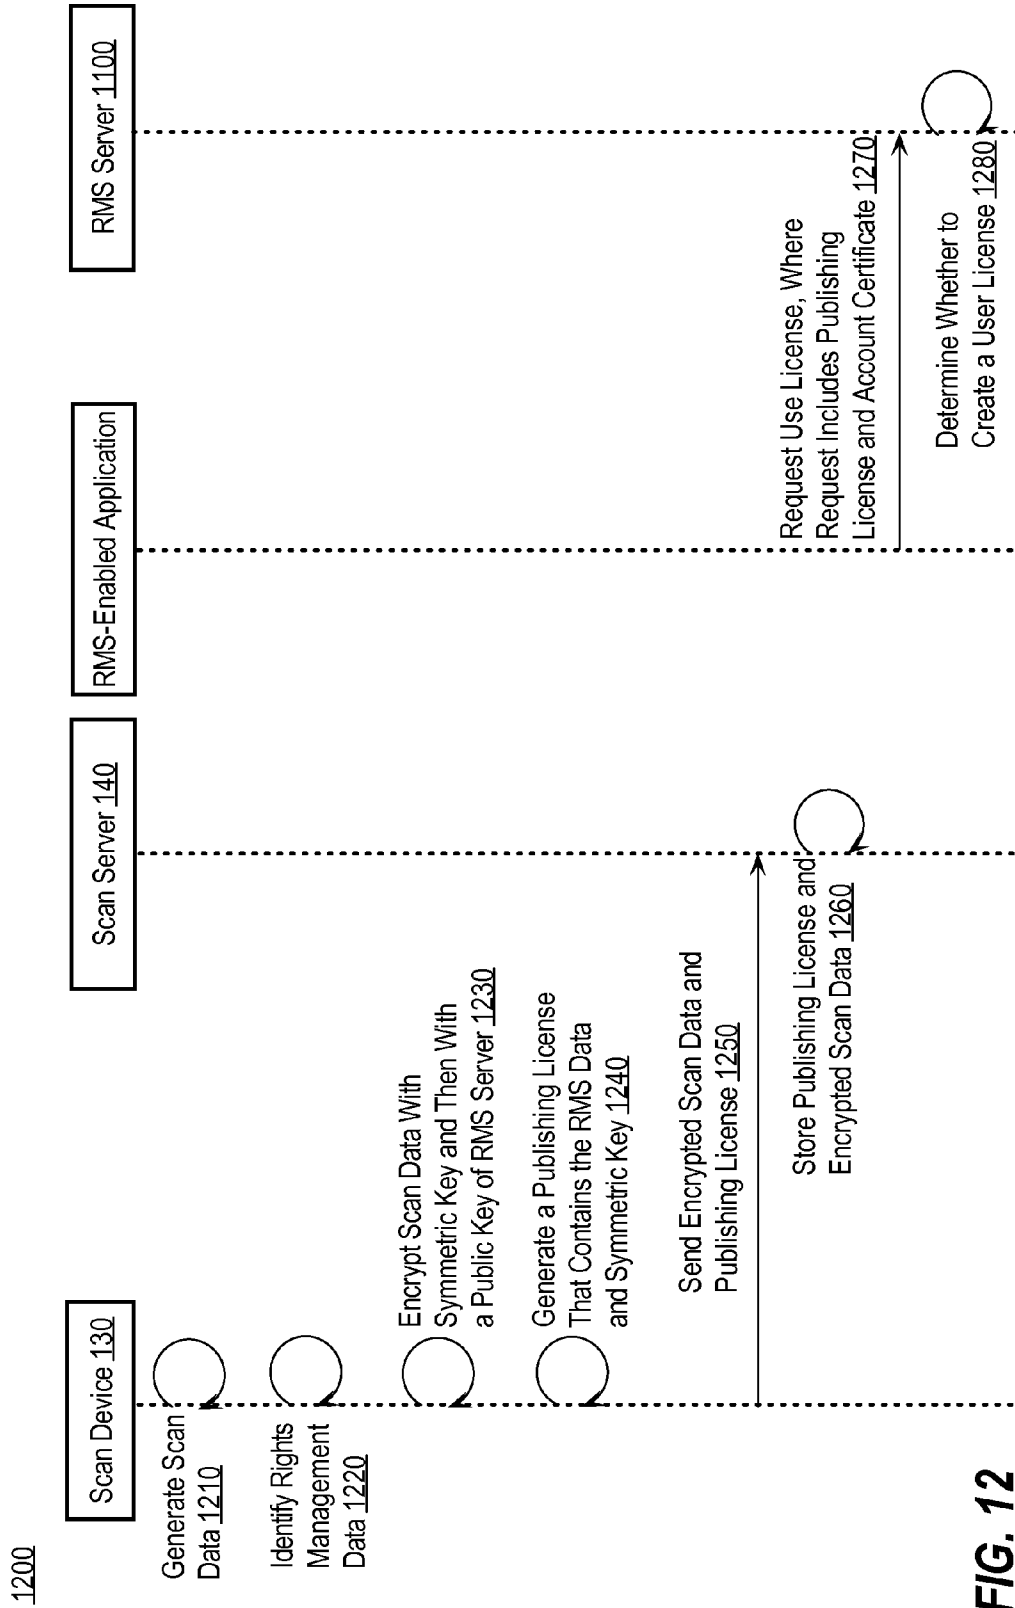 1200
Scan Device 130
Scan Server 140
RMS-Enabled Application
RMS Server 1100
Generate Scan
Data 1210
Identify Rights
Management
Data 1220
Encrypt Scan Data With
Symmetric Key and Then With
a Public Key of RMS Server 1230
Generate a Publishing License
That Contains the RMS Data
and Symmetric Key 1240
Send Encrypted Scan Data and
Publishing License 1250
Store Publishing License and
Encrypted Scan Data 1260
Request Use License, Where
Request Includes Publishing
License and Account Certificate 1270
Determine Whether to
Create a User License 1280
FIG. 12